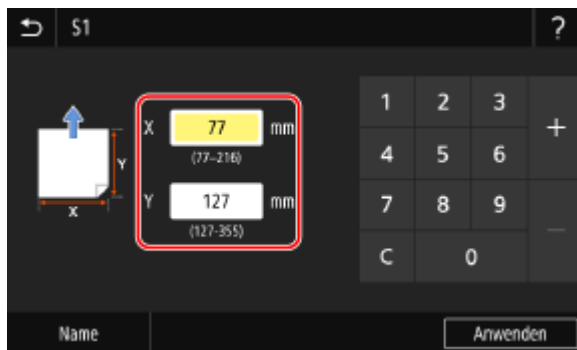 S1 ?
X 77 mm
(77–216)
Y 127 mm
(127-355)
Y
X
1 2 3
+
4 5 6
7 8 9
−
C 0
Name Anwenden